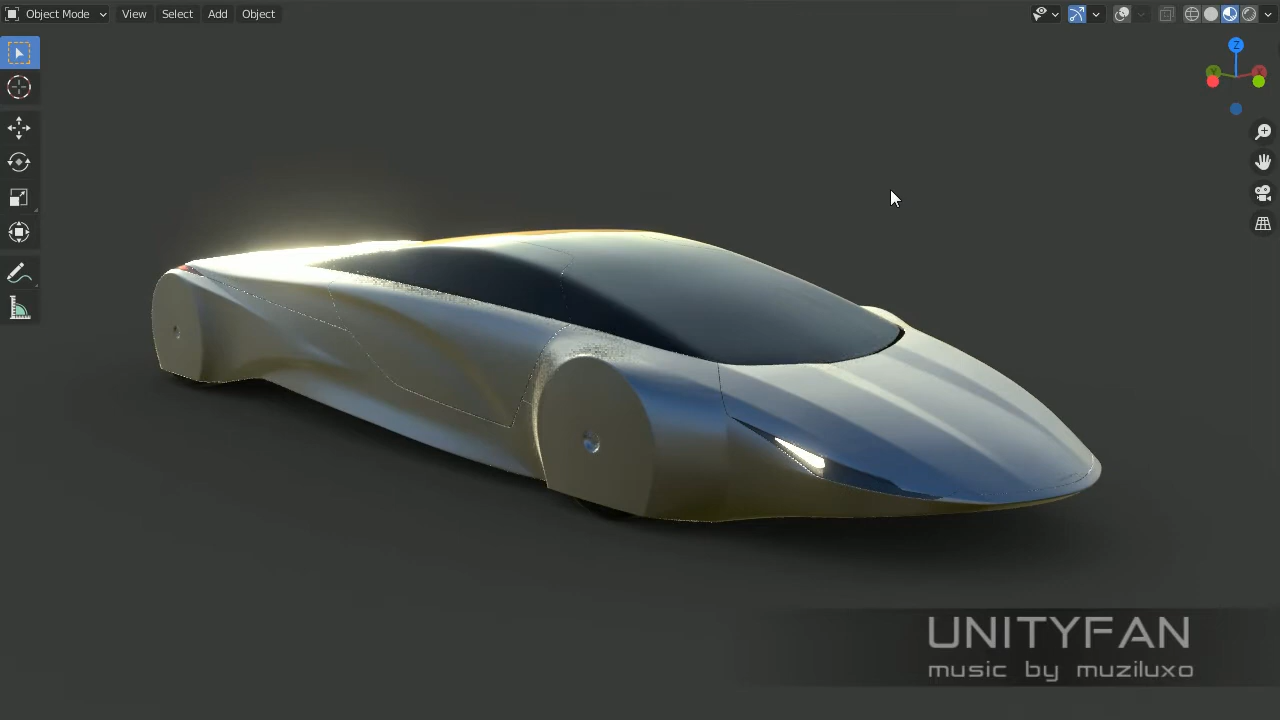 Object Mode View Select Add Object
Z
Y
UNITYFAN
music by muziluxo